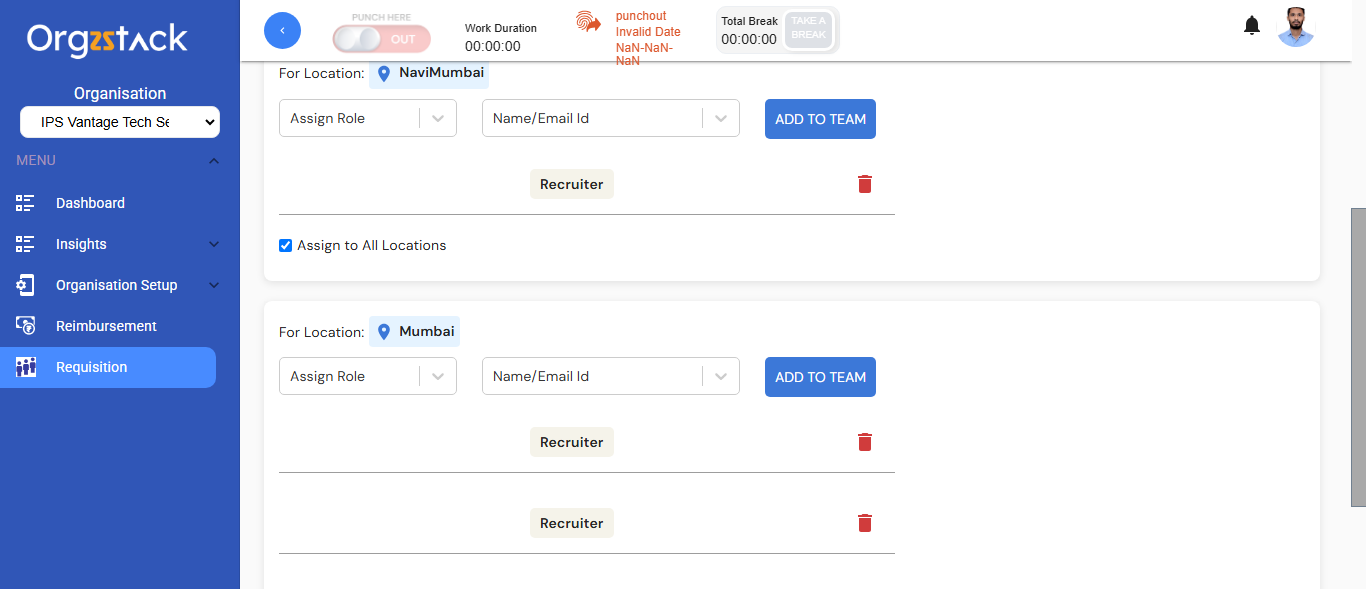 Orgzstack
Organisation
IPS Vantage Tech Se
MENU
Dashboard
Insights
Organisation Setup
Reimbursement
Requisition
‹
PUNCH HERE
OUT
Work Duration
00:00:00
punchout
Invalid Date
NaN-NaN-
NaN
Total Break
00:00:00
TAKE A
BREAK
For Location: NaviMumbai
Assign Role Name/Email Id ADD TO TEAM
Recruiter
Assign to All Locations
For Location: Mumbai
Assign Role Name/Email Id ADD TO TEAM
Recruiter
Recruiter